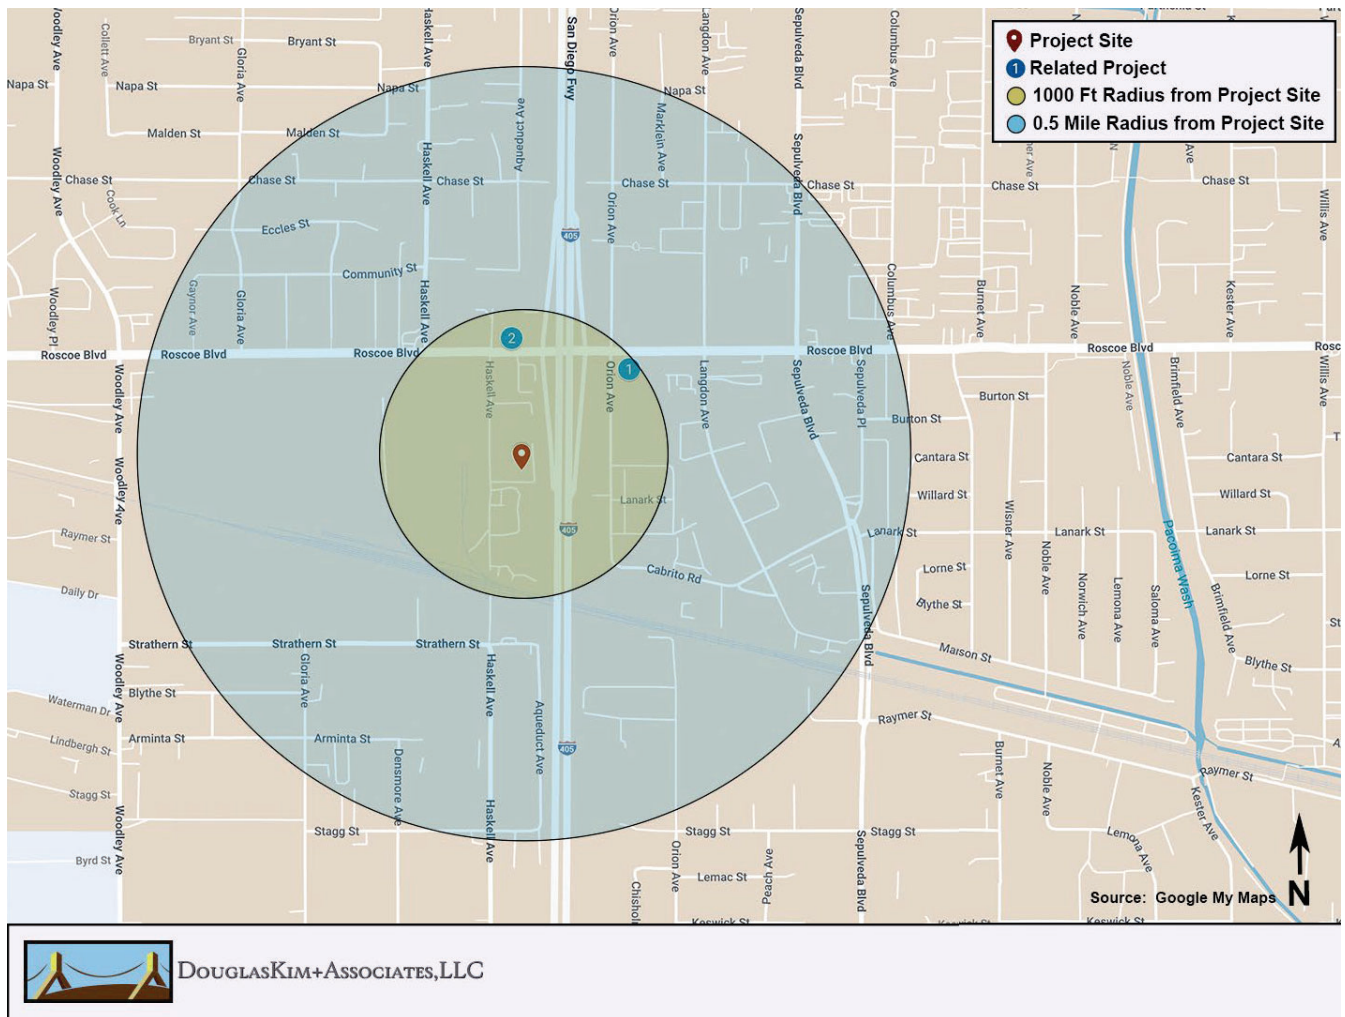 Woodley Ave
Collett Ave
Bryant St
Bryant St
Gloria Ave
Haskell Ave
San Diego Fwy
Orion Ave
Langdon Ave
Sepulveda Blvd
Columbus Ave
Project Site
1 Related Project
1000 Ft Radius from Project Site
0.5 Mile Radius from Project Site
Napa St
Napa St
Napa St
Napa St
Aqueduct Ave
Marklein Ave
Malden St
Malden St
Woodley Ave
Haskell Ave
Sepulveda Blvd
Chase St
Chase St
Chase St
Chase St
Chase St
Chase St
Chase St
Cook Ln
Orion Ave
Willis Ave
Eccles St
405
Community St
Woodley Pl
Gaynor Ave
Gloria Ave
Haskell Ave
Columbus Ave
Burnet Ave
Noble Ave
Kester Ave
2
Roscoe Blvd
Roscoe Blvd
Roscoe Blvd
Roscoe Blvd
Roscoe Blvd
Rosc
1
Woodley Ave
Haskell Ave
Orion Ave
Langdon Ave
Sepulveda Blvd
Sepulveda Pl
Noble Ave
Brimfield Ave
Willis Ave
Burton St
Burton St
Cantara St
Cantara St
Woodley Ave
Lanark St
Willard St
Willard St
Raymer St
405
Lanark St
Wisner Ave
Lanark St
Lanark St
Pacoima Wash
Cabrito Rd
Lorne St
Noble Ave
Norwich Ave
Lemona Ave
Saloma Ave
Lorne St
Daily Dr
Blythe St
Brimfield Ave
Sepulveda Blvd
Strathern St
Strathern St
Strathern St
Marson St
Blythe St
Woodley Ave
Blythe St
Gloria Ave
Haskell Ave
Waterman Dr
Aqueduct Ave
Raymer St
Lindbergh St
Arminta St
Arminta St
405
Densmore Ave
Burnet Ave
Noble Ave
Raymer St
Stagg St
Woodley Ave
Haskell Ave
Kester Ave
Stagg St
Stagg St
Stagg St
Lemona Ave
Byrd St
Orion Ave
Peach Ave
Sepulveda Blvd
Lemac St
Chishol
Source: Google My Maps
N
Keswick St
Keswick St
DouglasKim+Associates,LLC